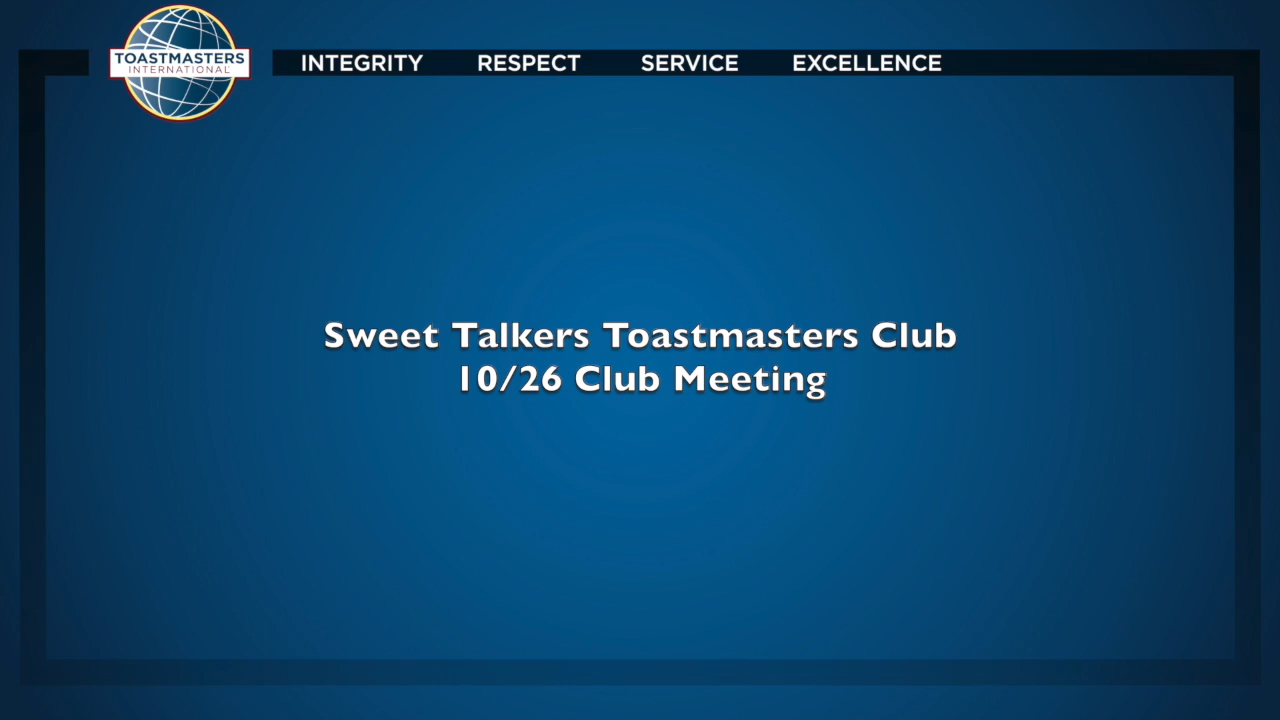 TOASTMASTERS
INTERNATIONAL
INTEGRITY RESPECT SERVICE EXCELLENCE
Sweet Talkers Toastmasters Club
10/26 Club Meeting